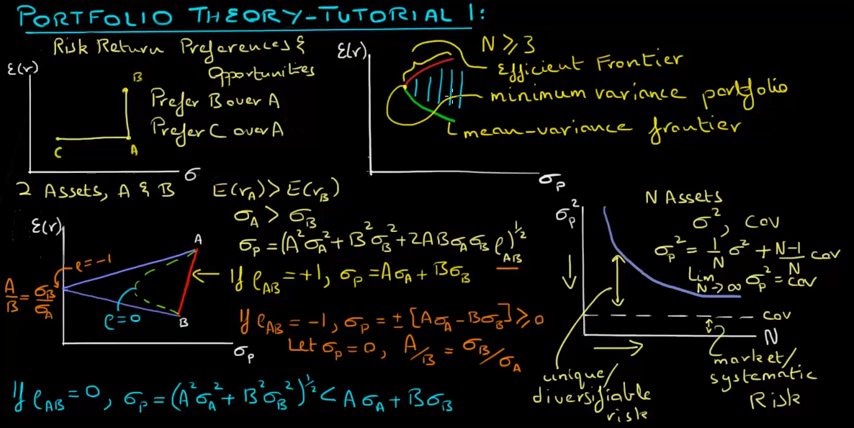 PORTFOLIO THEORY-TUTORIAL 1:
Risk Return Preferences &
Opportunities
E(r)
B
Prefer B over A
Prefer C over A
C
A
σ
E(r)
N ≥ 3
Efficient Frontier
minimum variance portfolio
mean-variance frontier
σp
2 Assets, A & B E(rA) > E(rB)
σA > σB
σp = (A²σA² + B²σB² + 2ABσAσB ρAB)^1/2
If ρAB = +1, σp = AσA + BσB
E(r)
ρ = -1
A
A/B = σB/σA
ρ = 0
B
σp
If ρAB = -1, σp = ± [AσA - BσB] ≥ 0
Let σp = 0, A/B = σB/σA
If ρAB = 0, σp = (A²σA² + B²σB²)^1/2 < AσA + BσB
N Assets
σp²
σ², cov
σp² = 1/N σ² + N-1/N cov
Lim N→∞ σp² = cov
cov
N
unique/
diversifiable
risk
market/
systematic
Risk